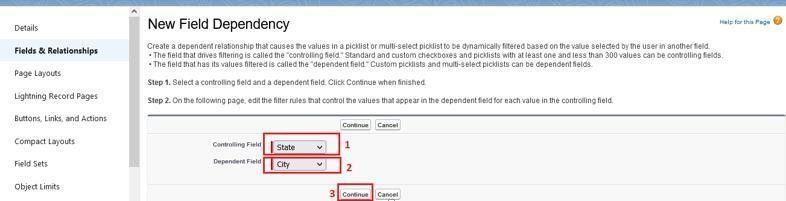 Details
Fields & Relationships
Page Layouts
Lightning Record Pages
Buttons, Links, and Actions
Compact Layouts
Field Sets
Object Limits
New Field Dependency
Help for this Page
Create a dependent relationship that causes the values in a picklist or multi-select picklist to be dynamically filtered based on the value selected by the user in another field.
• The field that drives filtering is called the "controlling field." Standard and custom checkboxes and picklists with at least one and less than 300 values can be controlling fields.
• The field that has its values filtered is called the "dependent field." Custom picklists and multi-select picklists can be dependent fields.
Step 1. Select a controlling field and a dependent field. Click Continue when finished.
Step 2. On the following page, edit the filter rules that control the values that appear in the dependent field for each value in the controlling field.
Continue Cancel
Controlling Field State 1
Dependent Field City 2
3 Continue Cancel